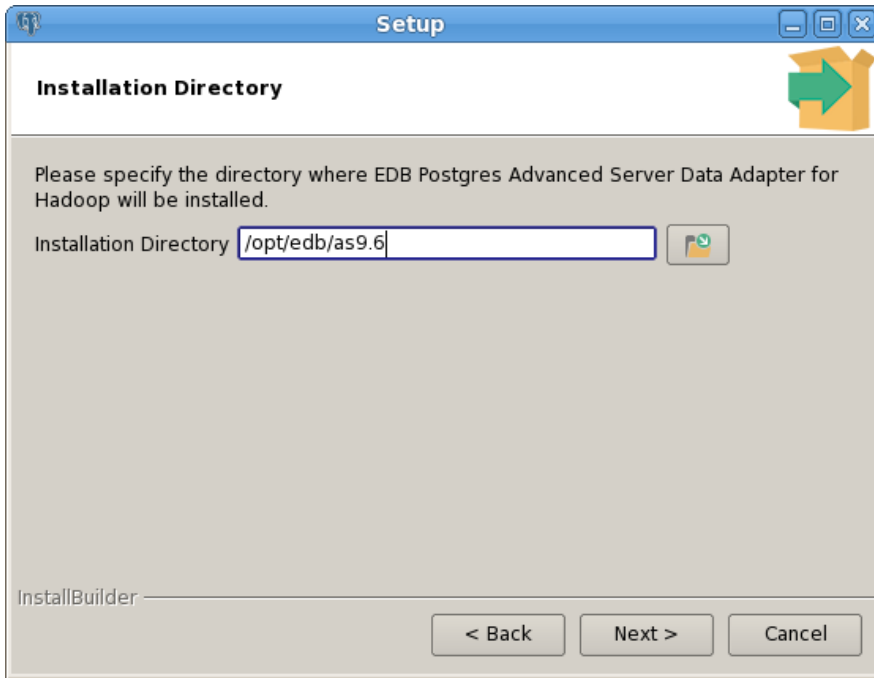 Setup
Installation Directory
Please specify the directory where EDB Postgres Advanced Server Data Adapter for
Hadoop will be installed.
Installation Directory /opt/edb/as9.6
InstallBuilder
< Back Next > Cancel